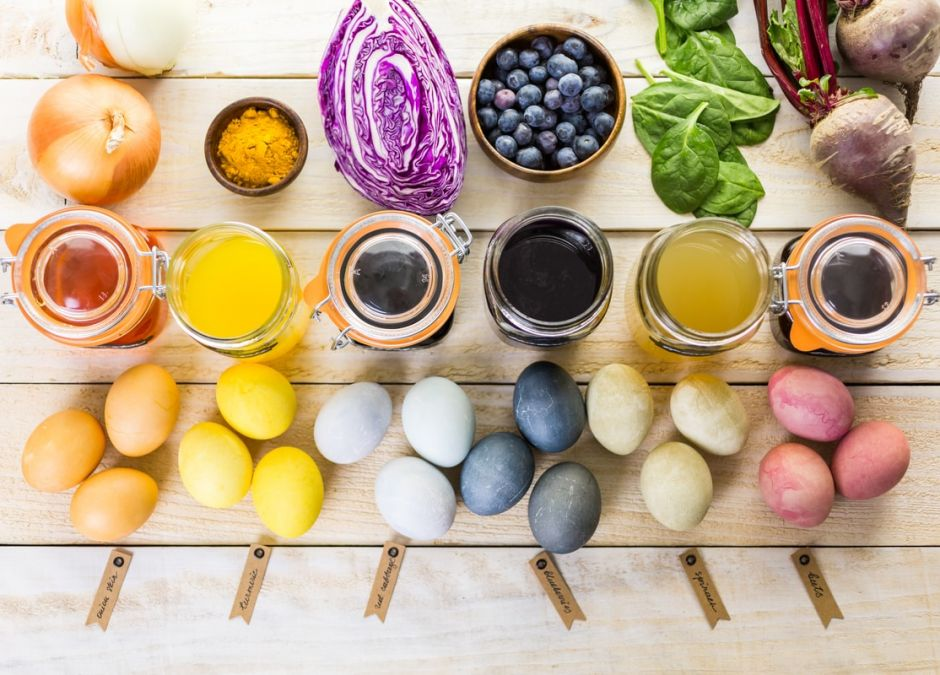 onion skin
turmeric
red cabbage
blueberries
spinach
beets